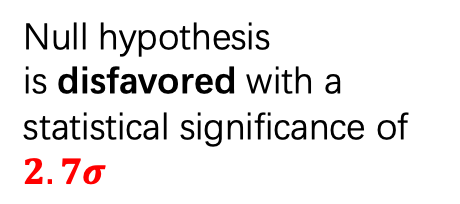 Null hypothesis
is disfavored with a
statistical significance of
2.7σ